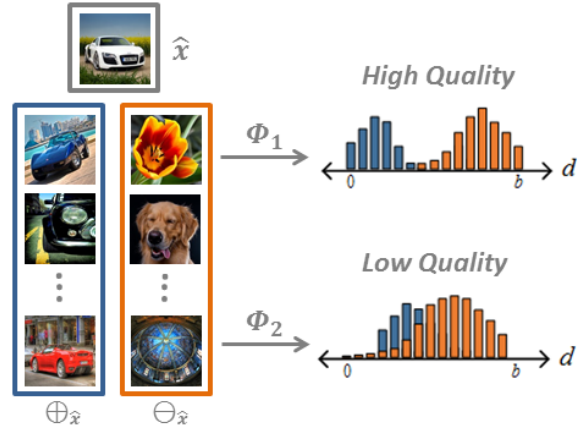 x̂
High Quality
Φ₁
0 b d
Low Quality
Φ₂
0 b d
⊕x̂ ⊖x̂